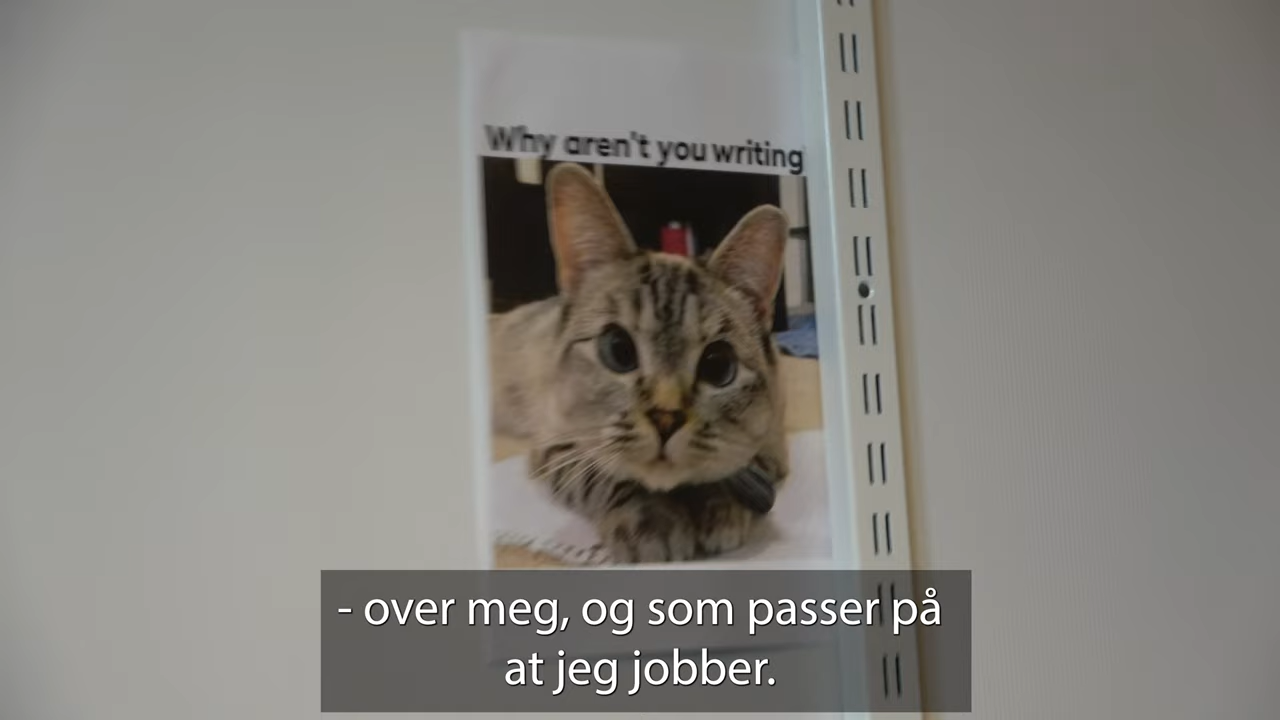 Why aren't you writing
- over meg, og som passer på
at jeg jobber.